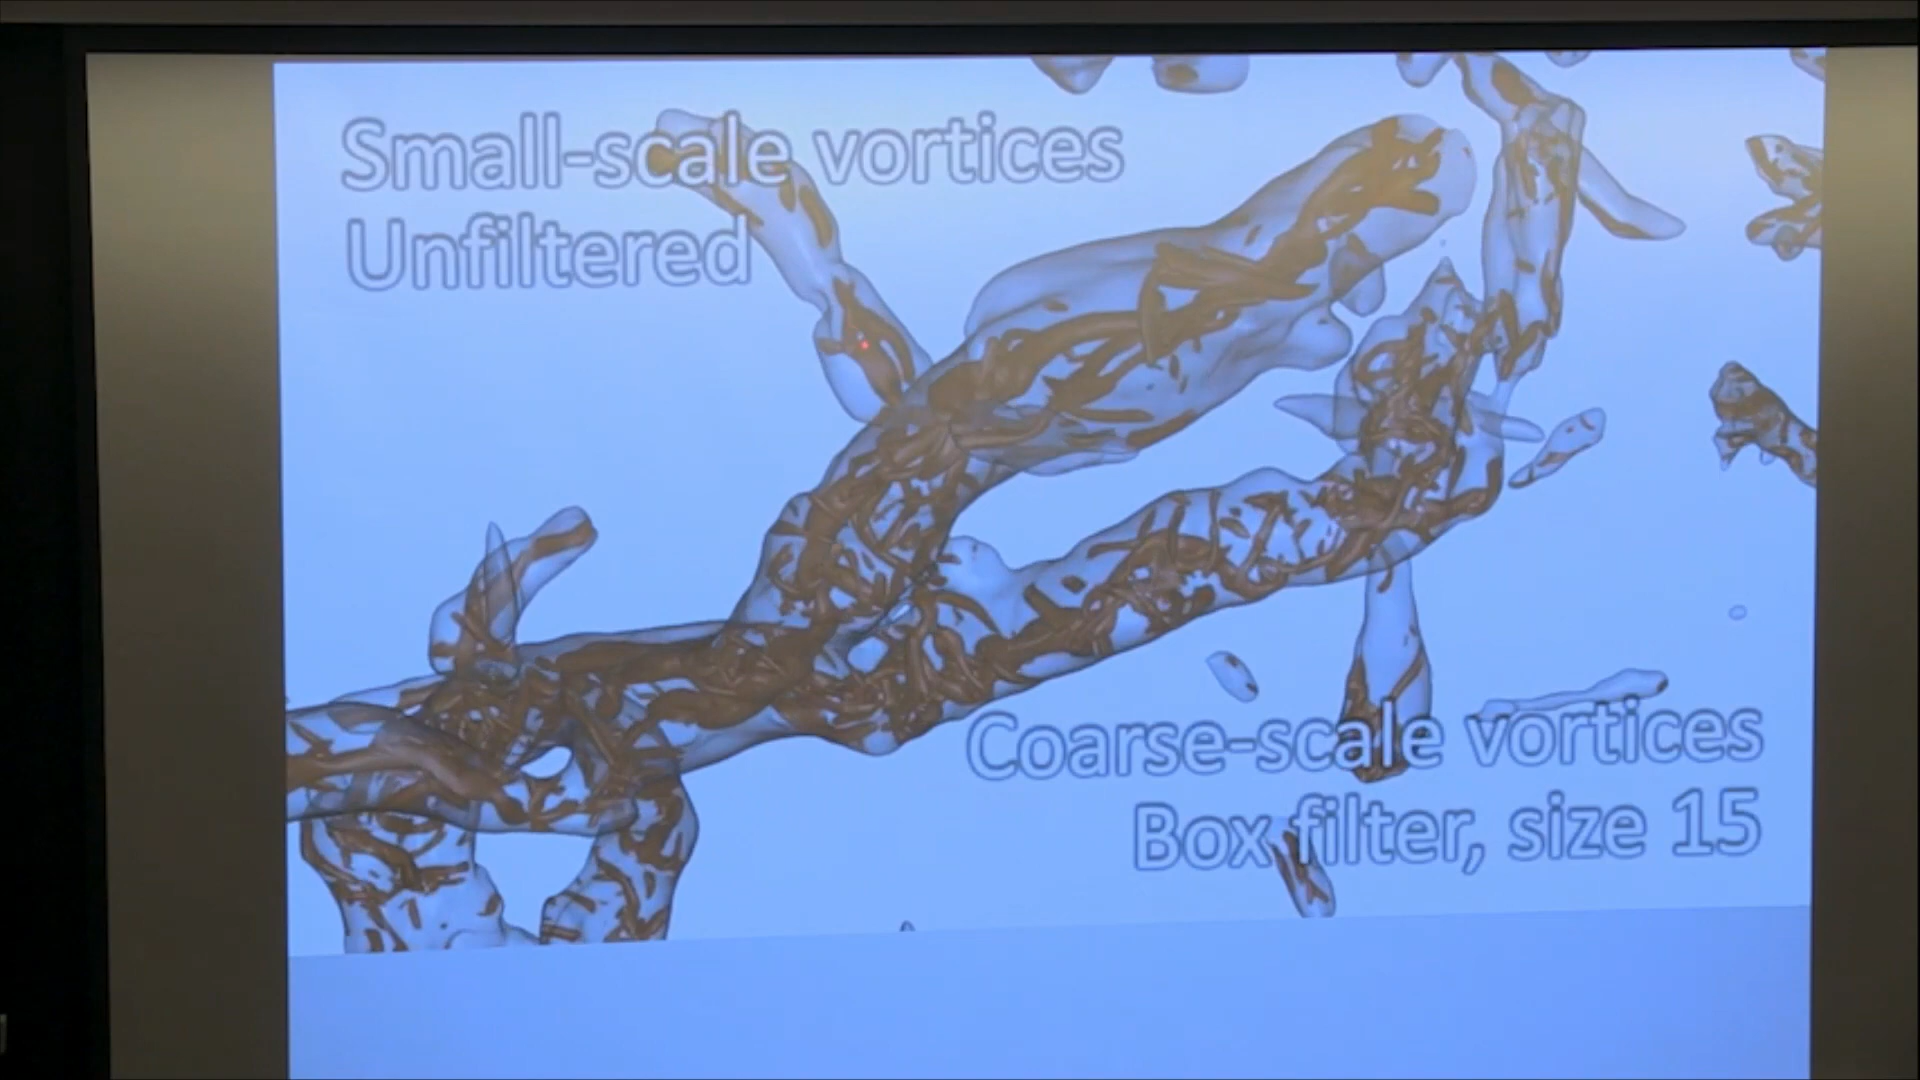 Small-scale vortices
Unfiltered
Coarse-scale vortices
Box filter, size 15